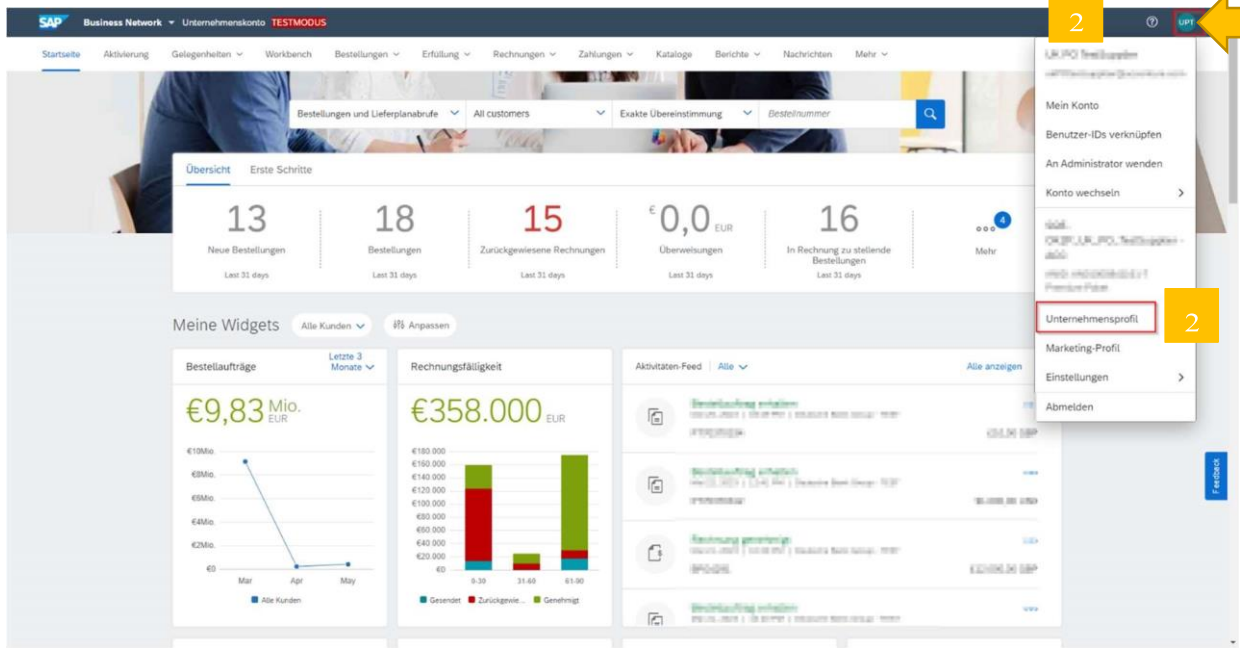 SAP Business Network Unternehmenskonto TESTMODUS
2
UPT
Startseite Aktivierung Gelegenheiten Workbench Bestellungen Erfüllung Rechnungen Zahlungen Kataloge Berichte Nachrichten Mehr
Bestellungen und Lieferplanabrufe All customers Exakte Übereinstimmung Bestellnummer
Übersicht Erste Schritte
13
Neue Bestellungen
Last 31 days
18
Bestellungen
Last 31 days
15
Zurückgewiesene Rechnungen
Last 31 days
€0,0 EUR
Überweisungen
Last 31 days
16
In Rechnung zu stellende
Bestellungen
Last 31 days
4
Mehr
Mein Konto
Benutzer-IDs verknüpfen
An Administrator wenden
Konto wechseln
Unternehmensprofil
2
Marketing-Profil
Einstellungen
Abmelden
Meine Widgets Alle Kunden Anpassen
Bestellaufträge
Letzte 3
Monate
€9,83 Mio.
EUR
€10Mio.
€8Mio.
€6Mio.
€4Mio.
€2Mio.
€0
Mar Apr May
Alle Kunden
Rechnungsfälligkeit
€358.000 EUR
€180.000
€160.000
€140.000
€120.000
€100.000
€80.000
€60.000
€40.000
€20.000
€0
0-30 31-60 61-90
Gesendet Zurückgewie... Genehmigt
Aktivitäten-Feed Alle Alle anzeigen
Feedback